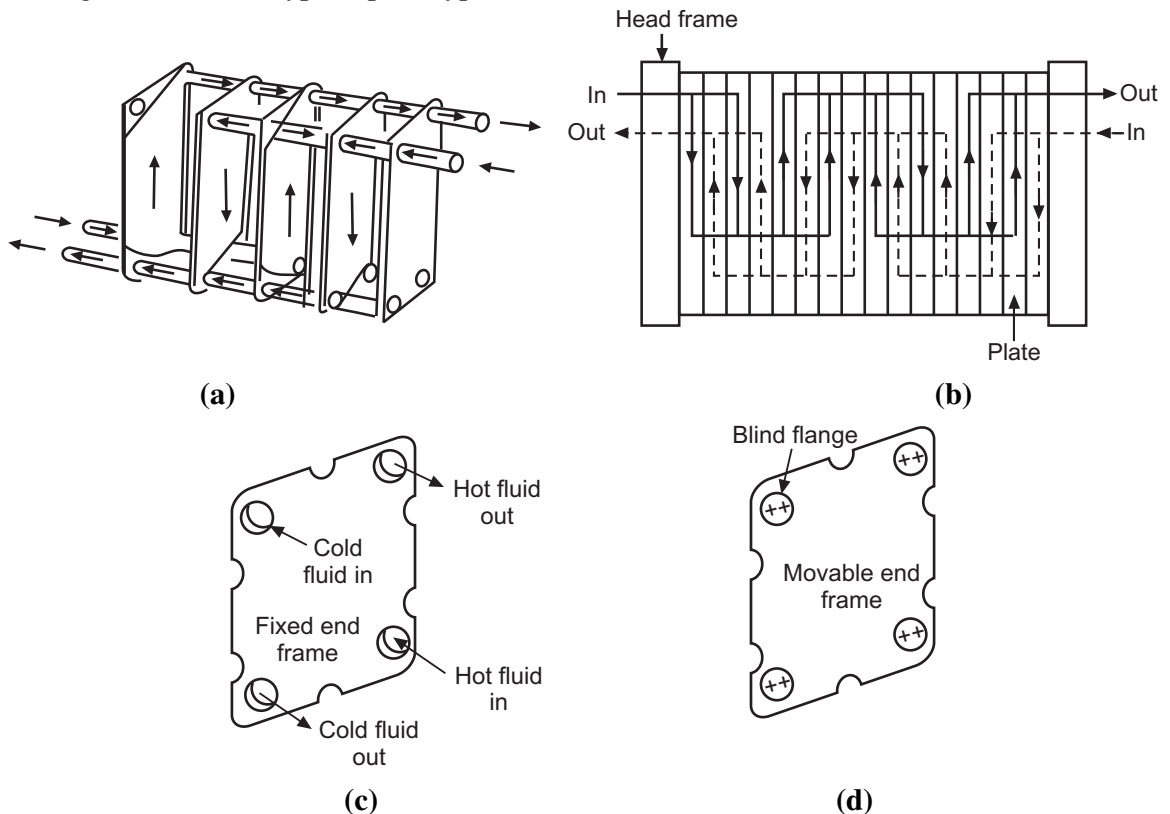 Head frame
In
Out
Out
In
Plate
(a)
(b)
Hot fluid
out
Cold
fluid in
Fixed end
frame
Hot fluid
in
Cold fluid
out
Blind flange
++
++
Movable end
frame
++
++
(c)
(d)